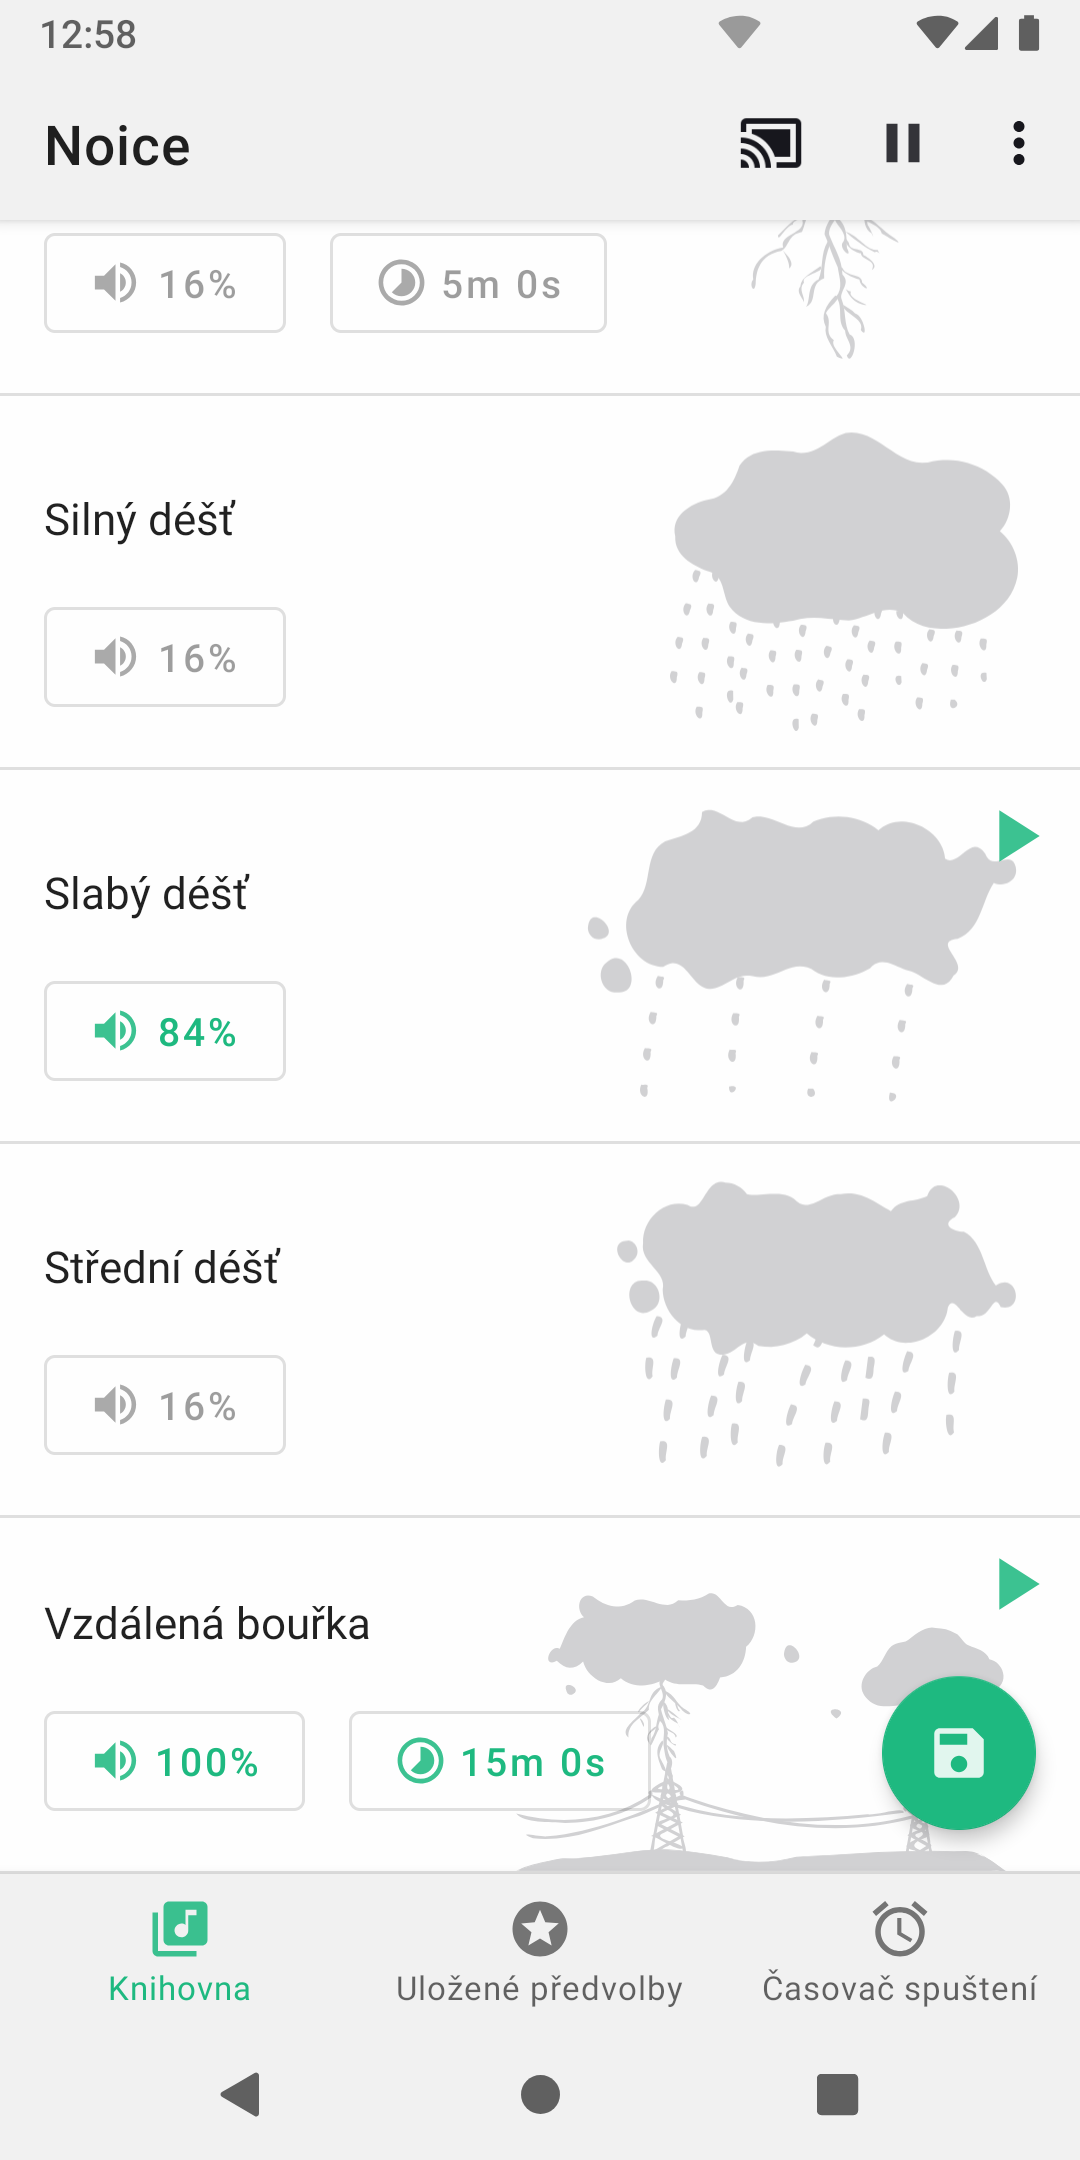 12:58
Noice
16% 5m 0s
Silný déšť
16%
Slabý déšť
84%
Střední déšť
16%
Vzdálená bouřka
100% 15m 0s
Knihovna Uložené předvolby Časovač spuštení